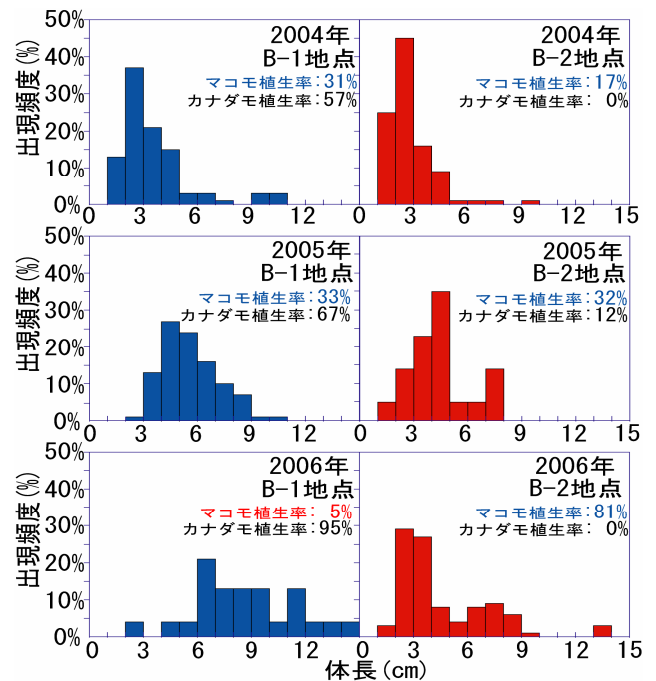 2004年
B-1地点
マコモ植生率:31%
カナダモ植生率:57%
2004年
B-2地点
マコモ植生率:17%
カナダモ植生率: 0%
出現頻度(%)
50%
40%
30%
20%
10%
0%
0 3 6 9 12 0 3 6 9 12 15
2005年
B-1地点
マコモ植生率:33%
カナダモ植生率:67%
2005年
B-2地点
マコモ植生率:32%
カナダモ植生率:12%
出現頻度(%)
50%
40%
30%
20%
10%
0%
0 3 6 9 12 0 3 6 9 12 15
2006年
B-1地点
マコモ植生率: 5%
カナダモ植生率:95%
2006年
B-2地点
マコモ植生率:81%
カナダモ植生率: 0%
出現頻度(%)
50%
40%
30%
20%
10%
0%
0 3 6 9 12 0 3 6 9 12 15
体長(cm)